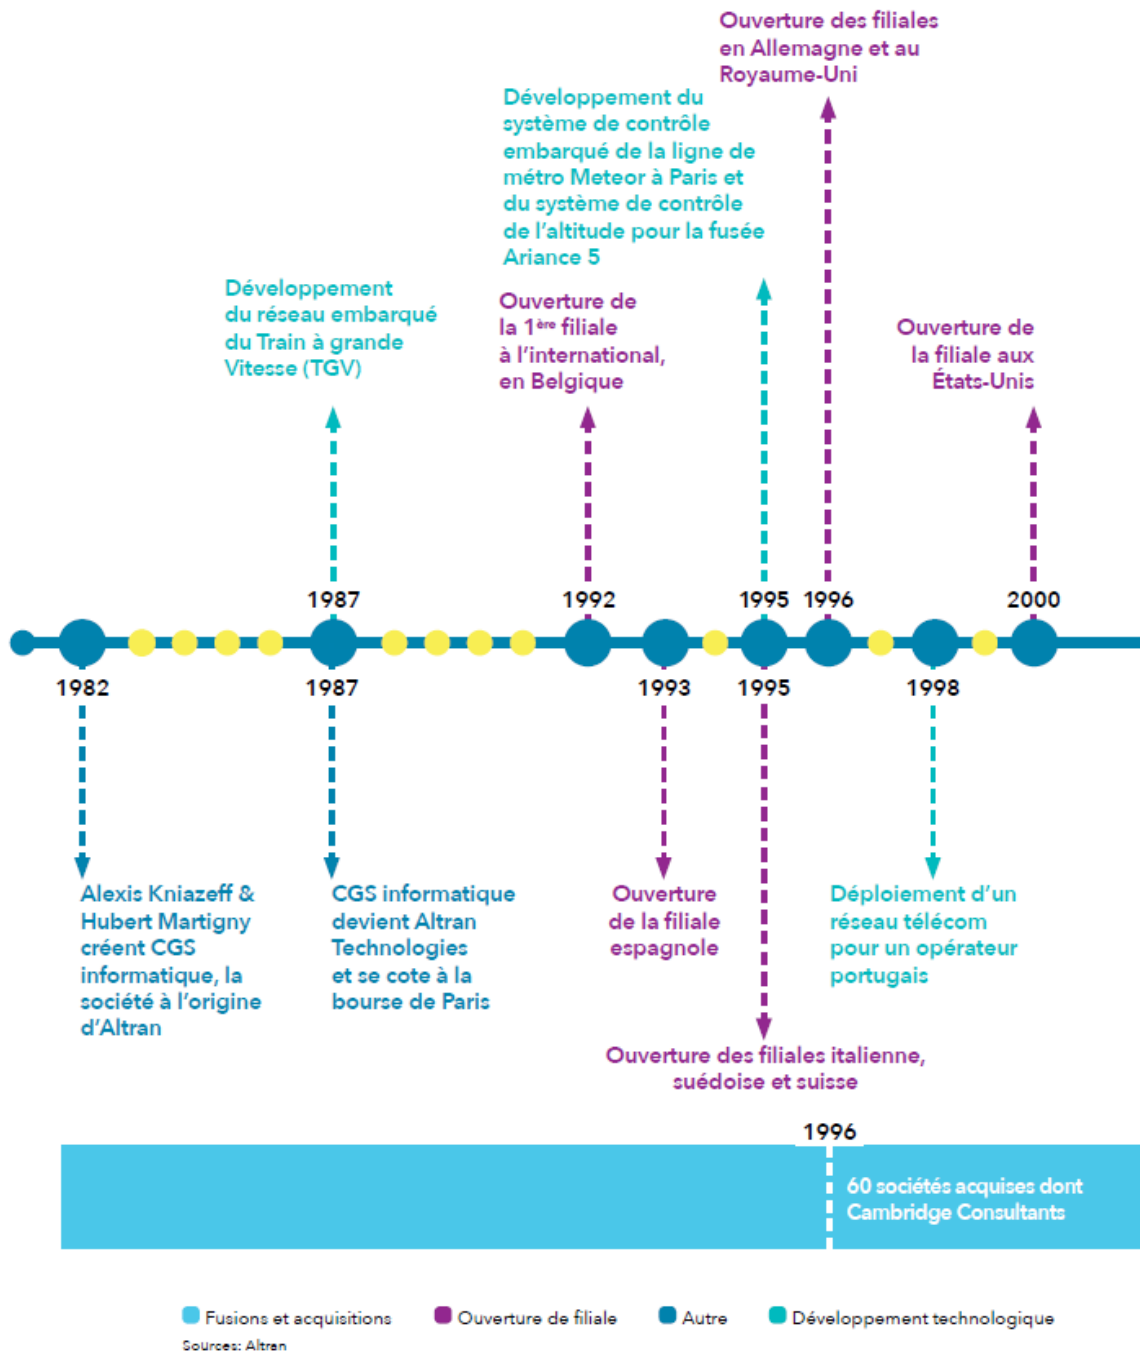 Ouverture des filiales
en Allemagne et au
Royaume-Uni
Développement du
système de contrôle
embarqué de la ligne de
métro Meteor à Paris et
du système de contrôle
de l'altitude pour la fusée
Ariance 5
Développement
du réseau embarqué
du Train à grande
Vitesse (TGV)
Ouverture de
la 1ère filiale
à l'international,
en Belgique
Ouverture de
la filiale aux
États-Unis
1987
1992
1995
1996
2000
1982
1987
1993
1995
1998
Alexis Kniazeff &
Hubert Martigny
créent CGS
informatique, la
société à l'origine
d'Altran
CGS informatique
devient Altran
Technologies
et se cote à la
bourse de Paris
Ouverture
de la filiale
espagnole
Déploiement d'un
réseau télécom
pour un opérateur
portugais
Ouverture des filiales italienne,
suédoise et suisse
1996
60 sociétés acquises dont
Cambridge Consultants
Fusions et acquisitions
Ouverture de filiale
Autre
Développement technologique
Sources: Altran